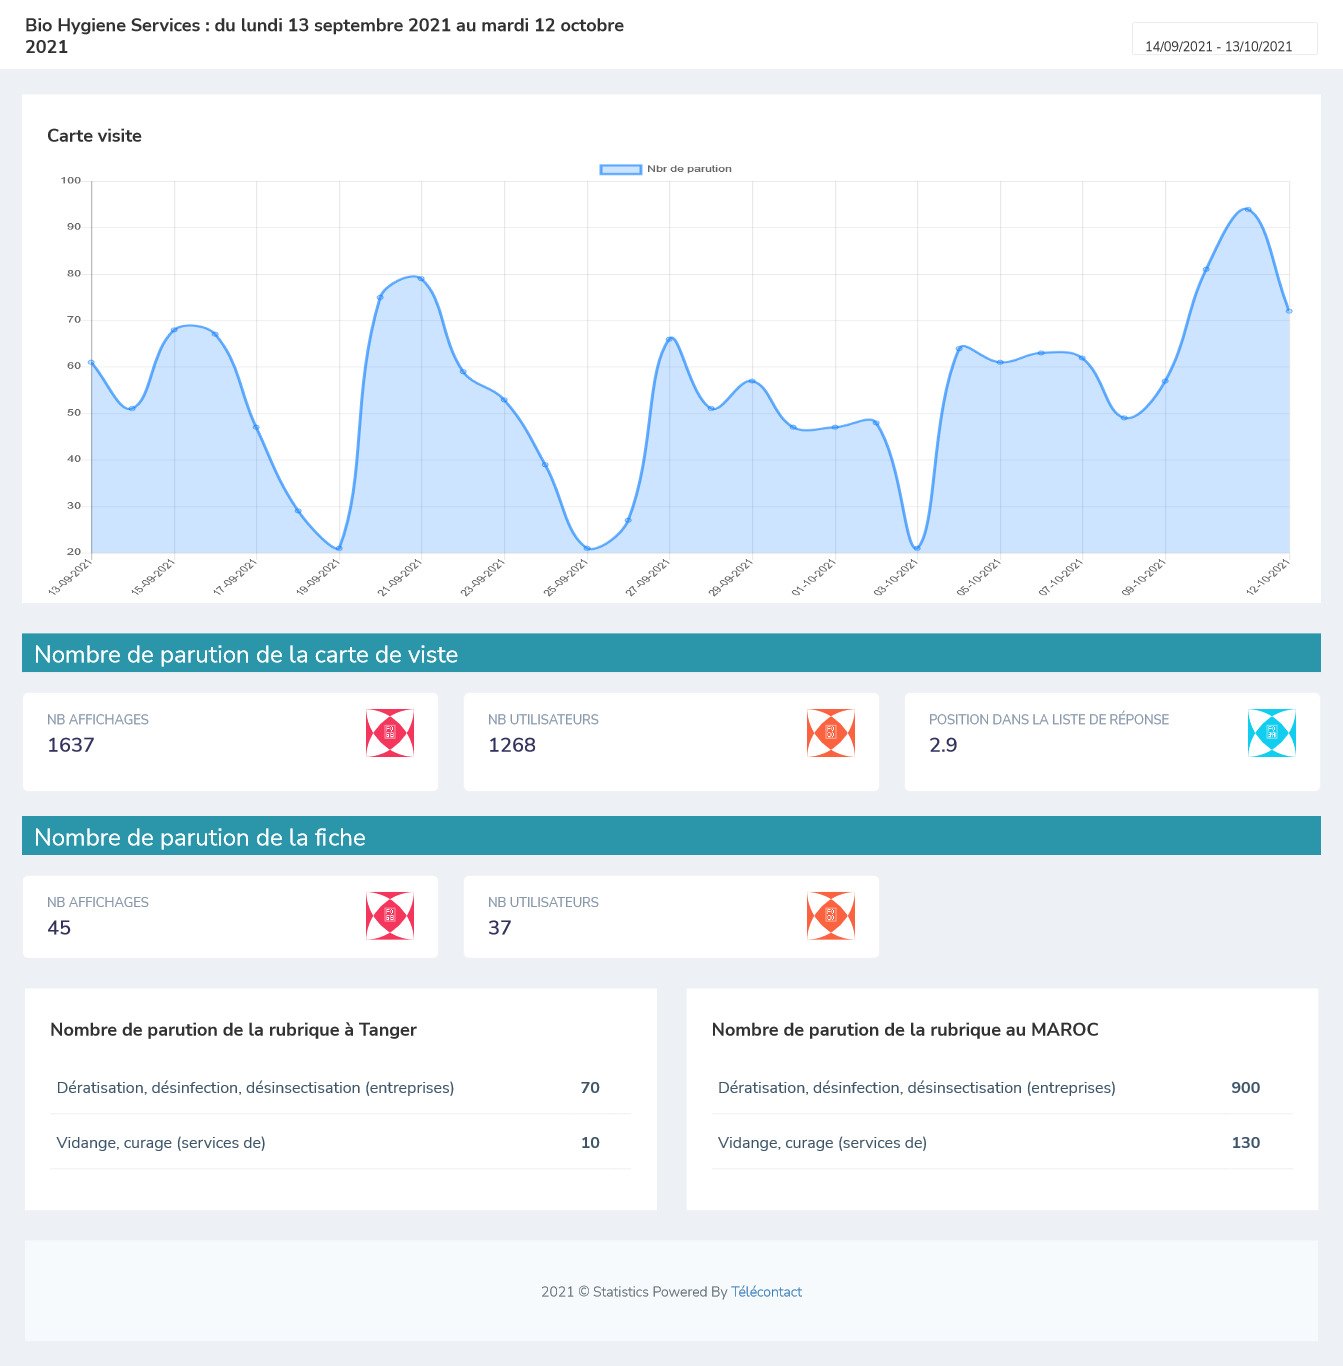 Bio Hygiene Services : du lundi 13 septembre 2021 au mardi 12 octobre
2021
14/09/2021 - 13/10/2021
Carte visite
Nbr de parution
100
90
80
70
60
50
40
30
20
13-09-2021
15-09-2021
17-09-2021
19-09-2021
21-09-2021
23-09-2021
25-09-2021
27-09-2021
29-09-2021
01-10-2021
03-10-2021
05-10-2021
07-10-2021
09-10-2021
12-10-2021
Nombre de parution de la carte de viste
NB AFFICHAGES
1637
NB UTILISATEURS
1268
POSITION DANS LA LISTE DE RÉPONSE
2.9
Nombre de parution de la fiche
NB AFFICHAGES
45
NB UTILISATEURS
37
Nombre de parution de la rubrique à Tanger
Dératisation, désinfection, désinsectisation (entreprises) 70
Vidange, curage (services de) 10
Nombre de parution de la rubrique au MAROC
Dératisation, désinfection, désinsectisation (entreprises) 900
Vidange, curage (services de) 130
2021 © Statistics Powered By Télécontact